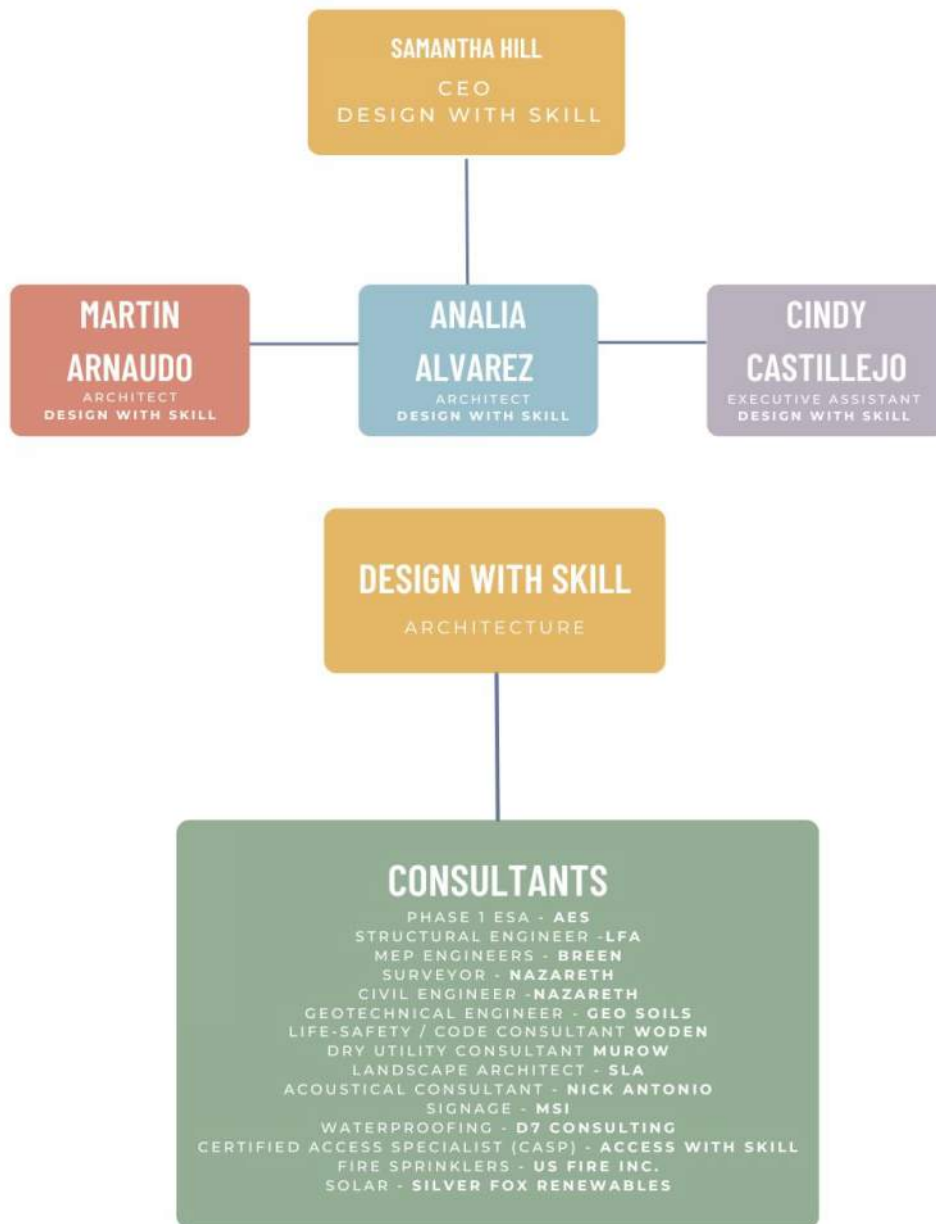 SAMANTHA HILL
CEO
DESIGN WITH SKILL
MARTIN
ARNAUDO
ARCHITECT
DESIGN WITH SKILL
ANALIA
ALVAREZ
ARCHITECT
DESIGN WITH SKILL
CINDY
CASTILLEJO
EXECUTIVE ASSISTANT
DESIGN WITH SKILL
DESIGN WITH SKILL
ARCHITECTURE
CONSULTANTS
PHASE 1 ESA - AES
STRUCTURAL ENGINEER -LFA
MEP ENGINEERS - BREEN
SURVEYOR - NAZARETH
CIVIL ENGINEER -NAZARETH
GEOTECHNICAL ENGINEER - GEO SOILS
LIFE-SAFETY / CODE CONSULTANT WODEN
DRY UTILITY CONSULTANT MUROW
LANDSCAPE ARCHITECT - SLA
ACOUSTICAL CONSULTANT - NICK ANTONIO
SIGNAGE - MSI
WATERPROOFING - D7 CONSULTING
CERTIFIED ACCESS SPECIALIST (CASP) - ACCESS WITH SKILL
FIRE SPRINKLERS - US FIRE INC.
SOLAR - SILVER FOX RENEWABLES